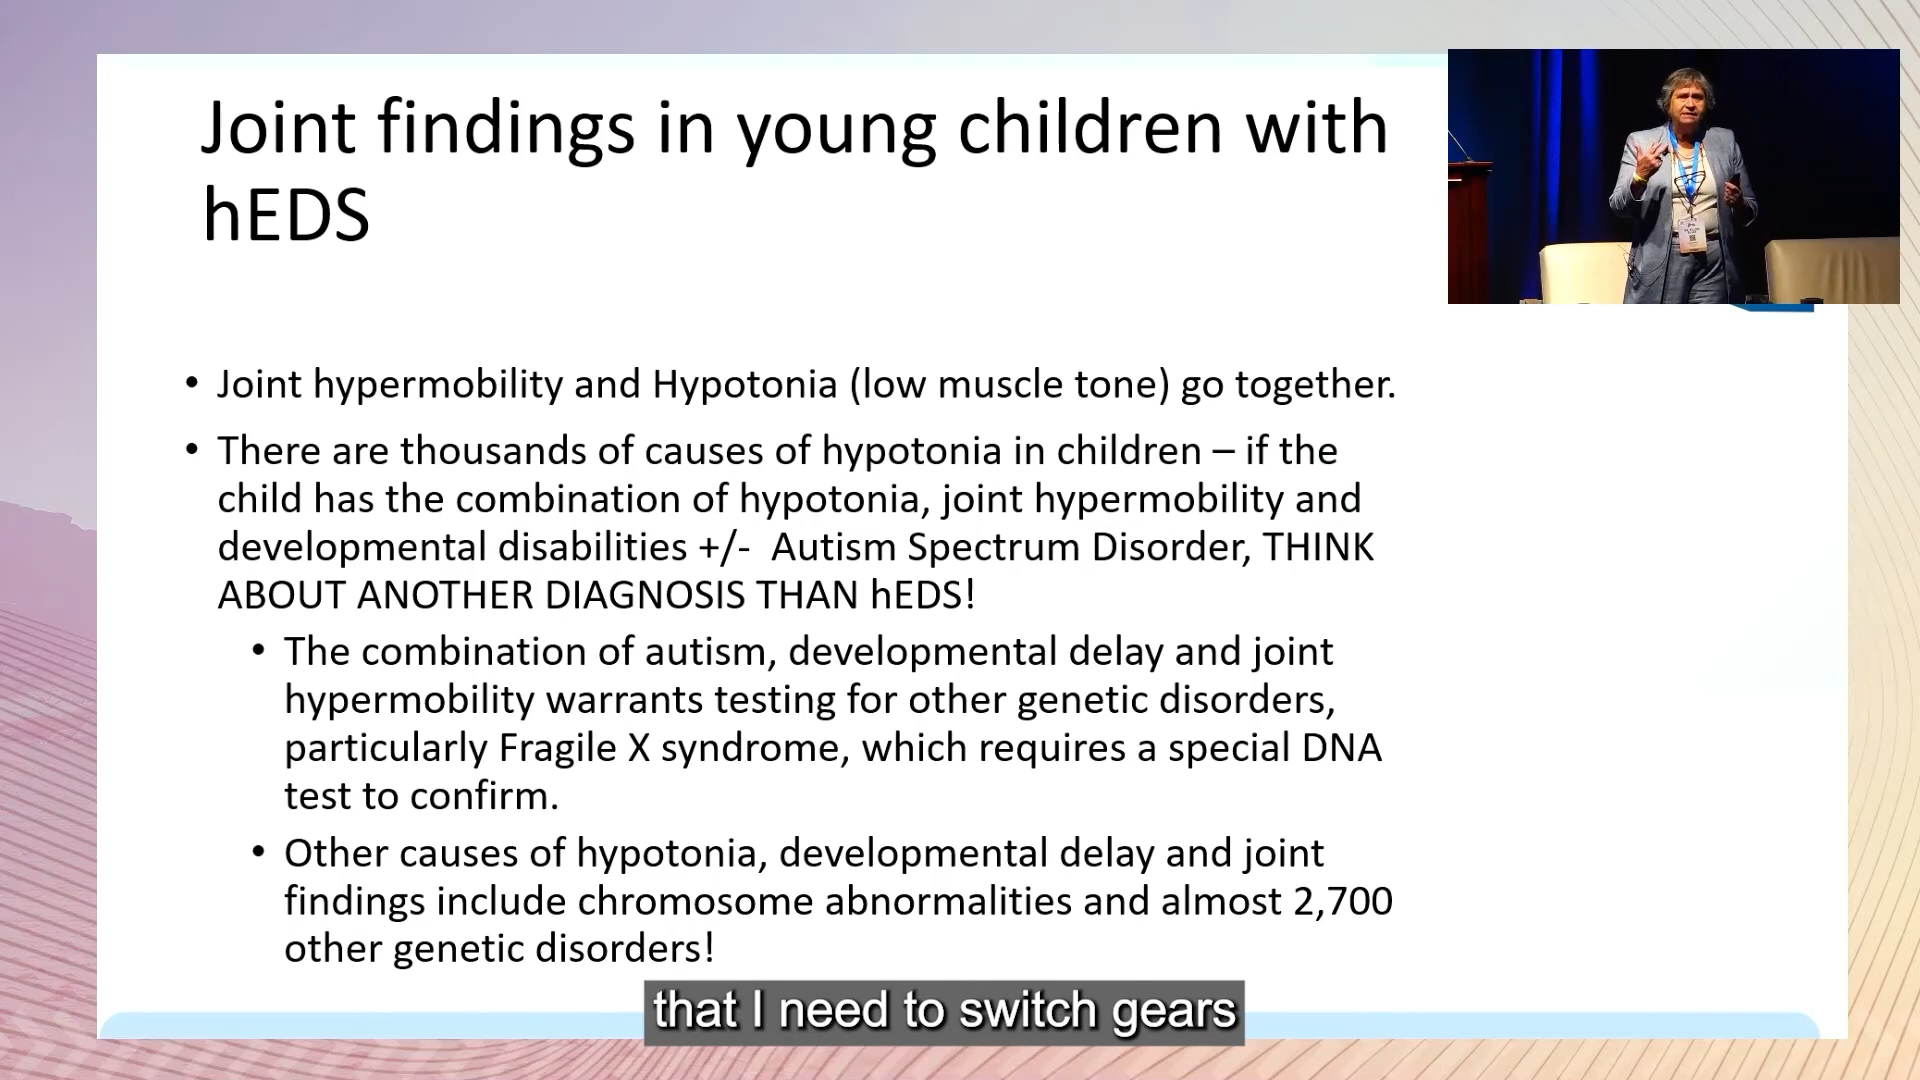 Joint findings in young children with
hEDS
• Joint hypermobility and Hypotonia (low muscle tone) go together.
• There are thousands of causes of hypotonia in children – if the
child has the combination of hypotonia, joint hypermobility and
developmental disabilities +/-  Autism Spectrum Disorder, THINK
ABOUT ANOTHER DIAGNOSIS THAN hEDS!
• The combination of autism, developmental delay and joint
hypermobility warrants testing for other genetic disorders,
particularly Fragile X syndrome, which requires a special DNA
test to confirm.
• Other causes of hypotonia, developmental delay and joint
findings include chromosome abnormalities and almost 2,700
other genetic disorders!
that I need to switch gears